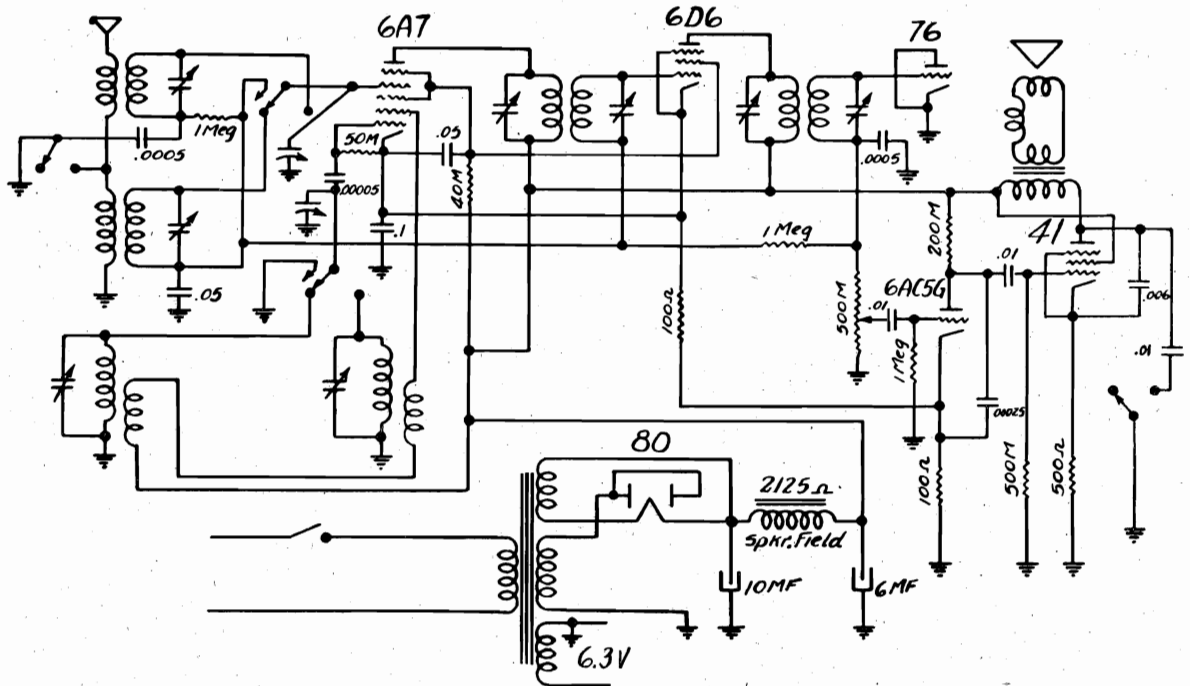 6A7
6D6
76
1Meg
.0005
50M
.05
.0005
.00005
40M
.1
1Meg
200M
41
.05
.01
6AC5G
.01
.006
100Ω
500M
1Meg
.01
.00025
80
2125Ω
Spkr. Field
100Ω
500M
500Ω
10MF
6MF
6.3V